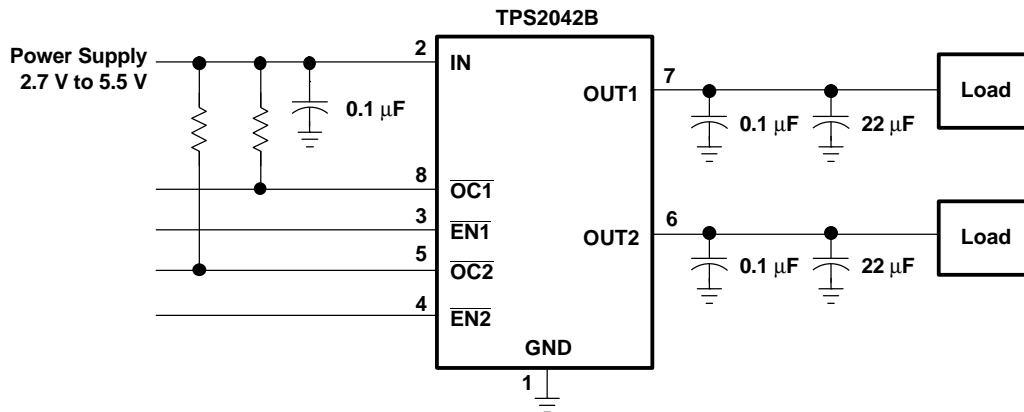 TPS2042B
Power Supply
2.7 V to 5.5 V
2
IN
0.1 μF
7
OUT1
0.1 μF
22 μF
Load
8
OC1
3
EN1
5
OC2
4
EN2
6
OUT2
0.1 μF
22 μF
Load
GND
1